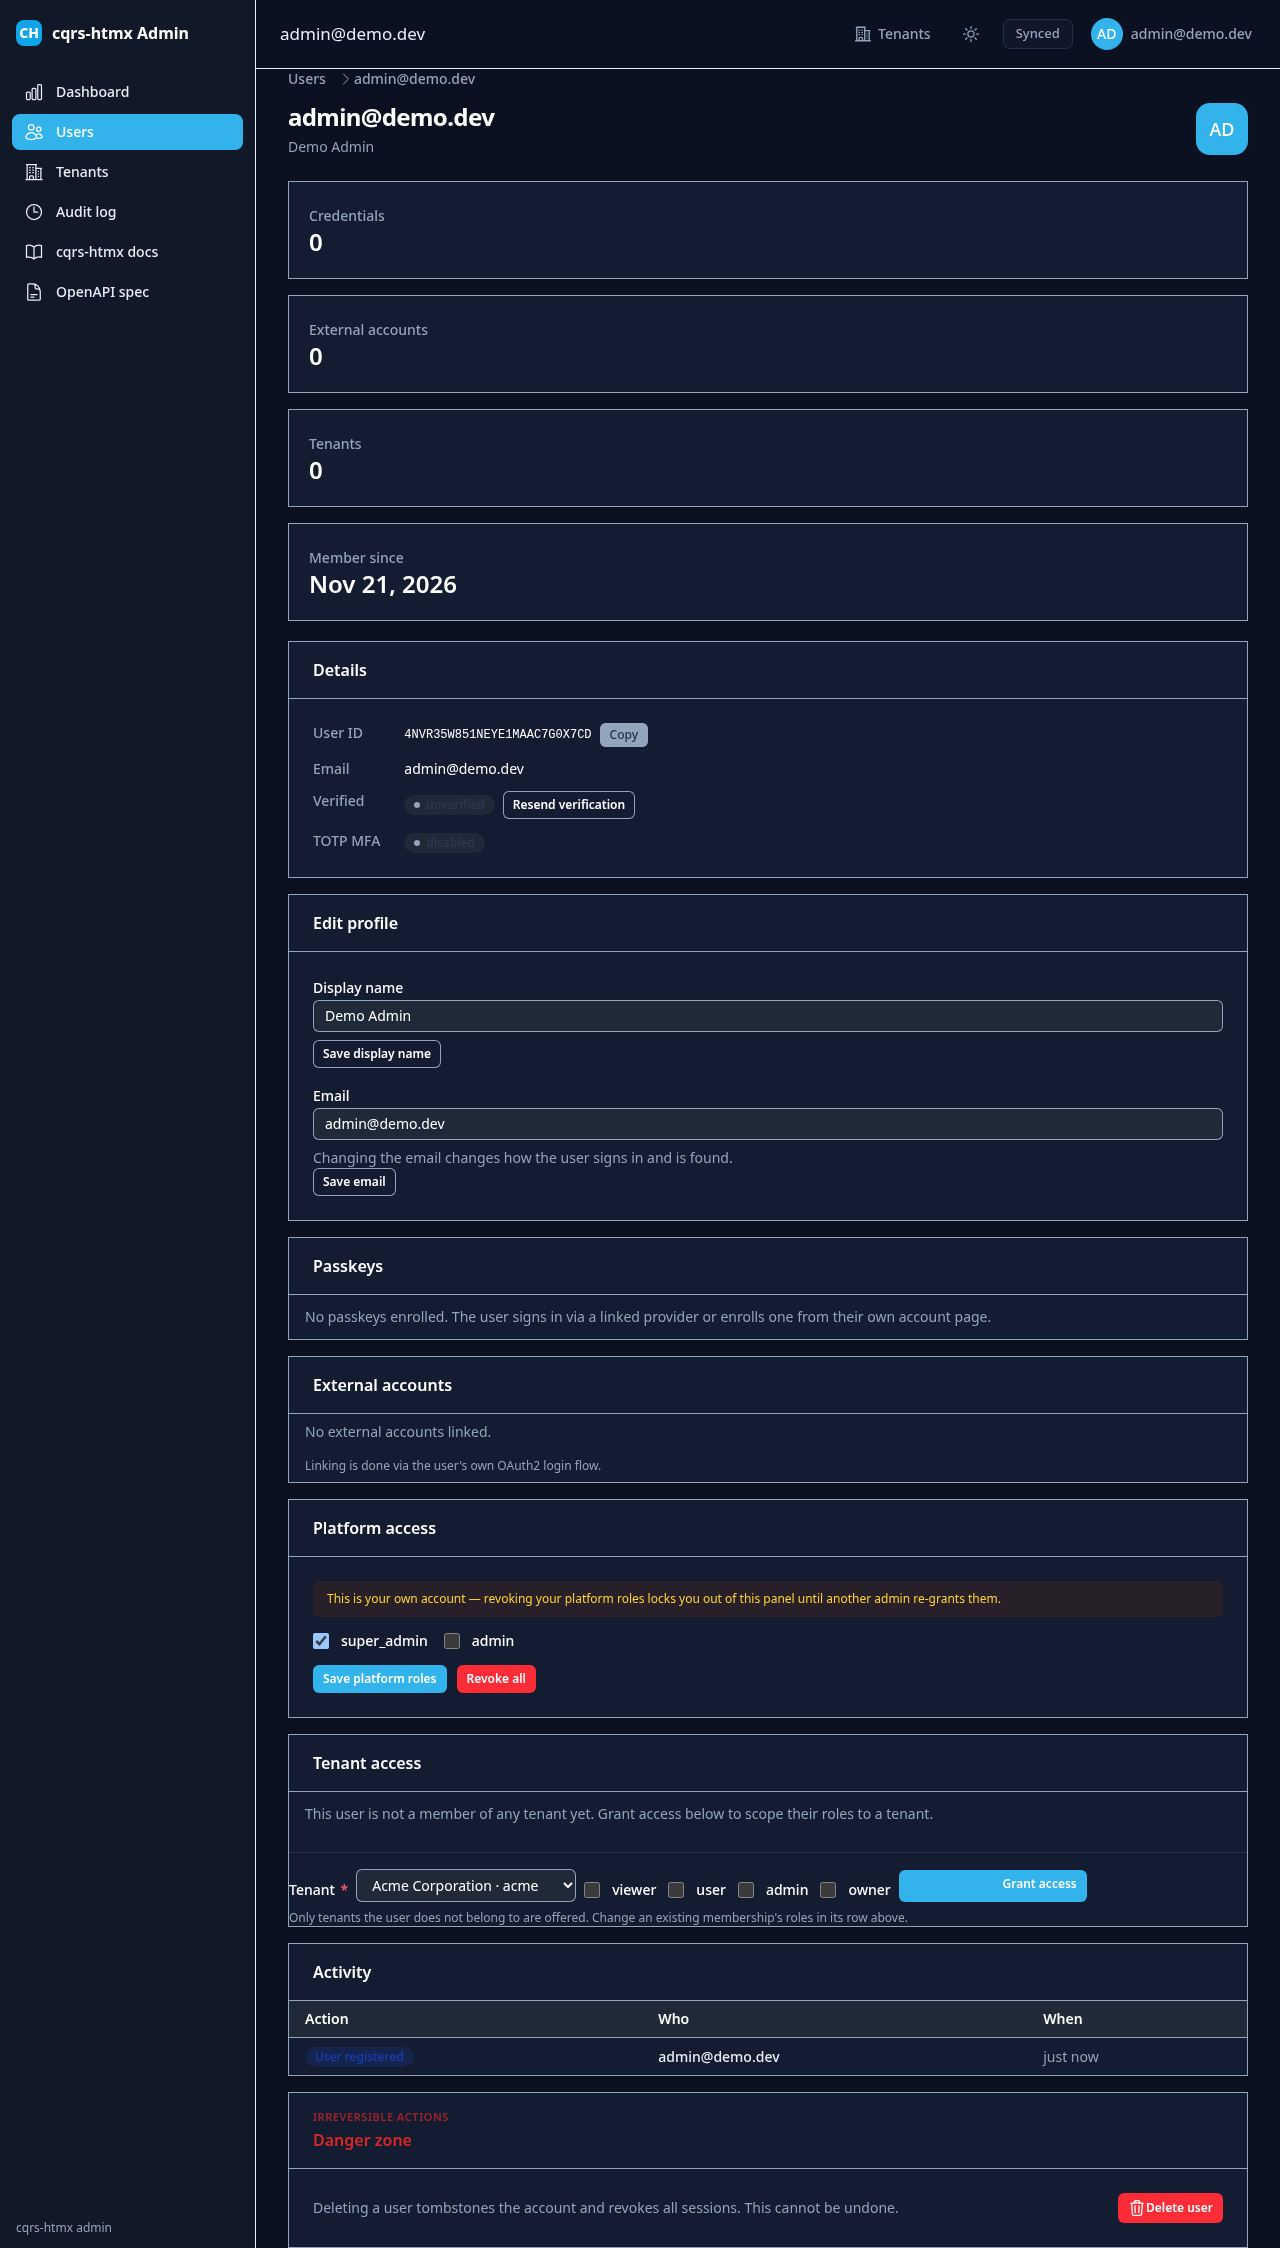 CH cqrs-htmx Admin
Dashboard
Users
Tenants
Audit log
cqrs-htmx docs
OpenAPI spec
cqrs-htmx admin
admin@demo.dev
Tenants
Synced
AD admin@demo.dev
Users > admin@demo.dev
admin@demo.dev
Demo Admin
AD
Credentials
0
External accounts
0
Tenants
0
Member since
Nov 21, 2026
Details
User ID 4NVR35W851NEYE1MAAC7G0X7CD Copy
Email admin@demo.dev
Verified unverified Resend verification
TOTP MFA disabled
Edit profile
Display name
Demo Admin
Save display name
Email
admin@demo.dev
Changing the email changes how the user signs in and is found.
Save email
Passkeys
No passkeys enrolled. The user signs in via a linked provider or enrolls one from their own account page.
External accounts
No external accounts linked.
Linking is done via the user's own OAuth2 login flow.
Platform access
This is your own account — revoking your platform roles locks you out of this panel until another admin re-grants them.
super_admin admin
Save platform roles Revoke all
Tenant access
This user is not a member of any tenant yet. Grant access below to scope their roles to a tenant.
Tenant * Acme Corporation · acme viewer user admin owner Grant access
Only tenants the user does not belong to are offered. Change an existing membership's roles in its row above.
Activity
Action Who When
User registered admin@demo.dev just now
IRREVERSIBLE ACTIONS
Danger zone
Deleting a user tombstones the account and revokes all sessions. This cannot be undone. Delete user